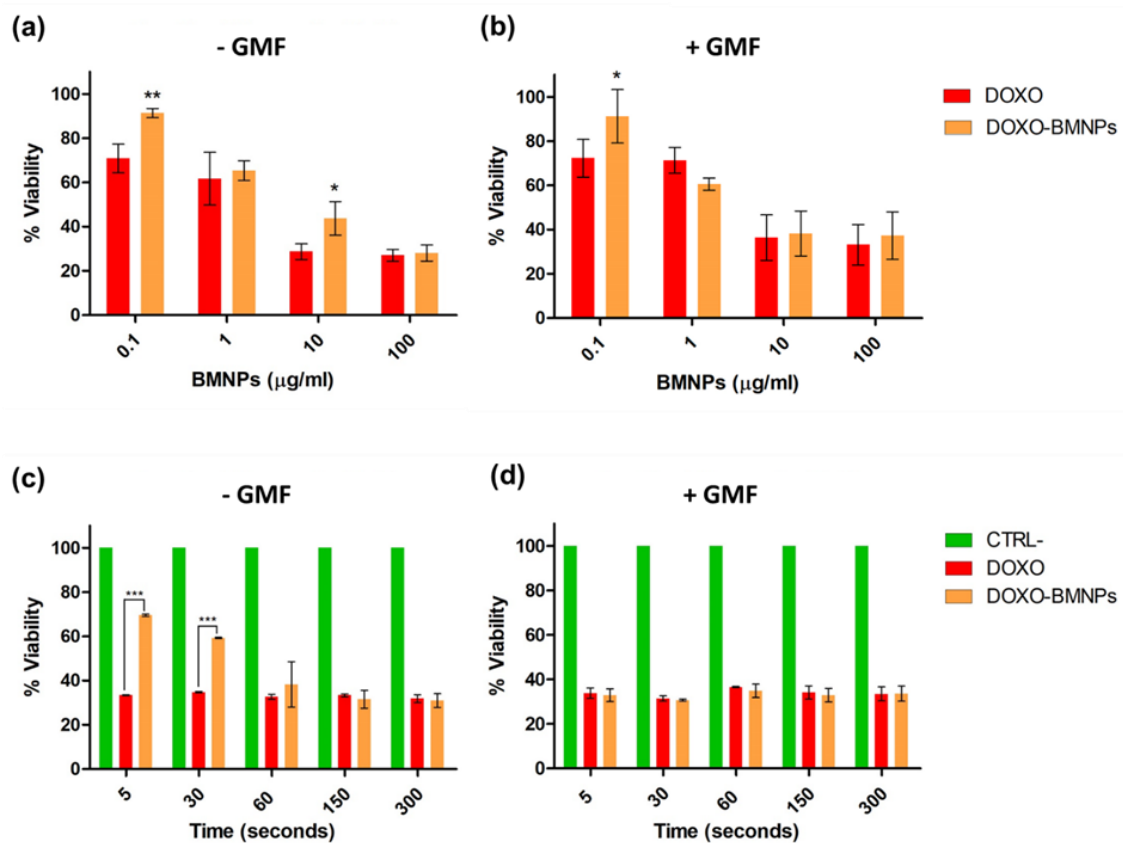 (a)
- GMF
% Viability
100
80
60
40
20
0
**
*
0.1
1
10
100
BMNPs (μg/ml)
(b)
+ GMF
% Viability
100
80
60
40
20
0
*
0.1
1
10
100
BMNPs (μg/ml)
DOXO
DOXO-BMNPs
(c)
- GMF
% Viability
100
80
60
40
20
0
***
***
5
30
60
150
300
Time (seconds)
(d)
+ GMF
% Viability
100
80
60
40
20
0
5
30
60
150
300
Time (seconds)
CTRL-
DOXO
DOXO-BMNPs